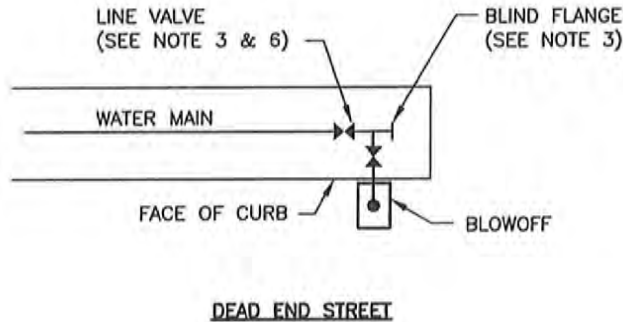 LINE VALVE
(SEE NOTE 3 & 6)
BLIND FLANGE
(SEE NOTE 3)
WATER MAIN
FACE OF CURB
BLOWOFF
DEAD END STREET